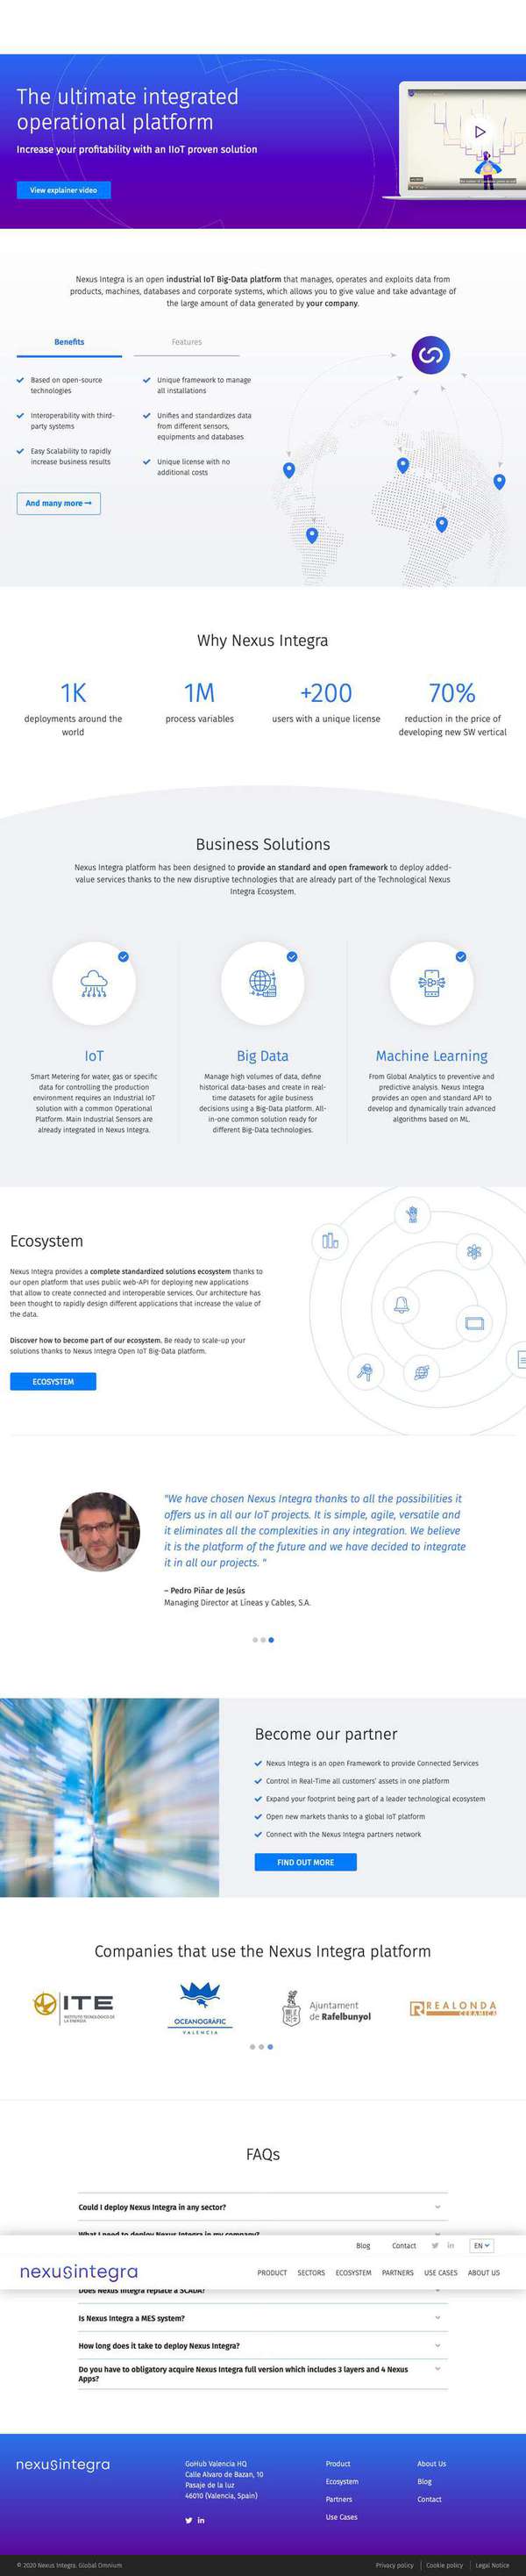 The ultimate integrated
operational platform
Increase your profitability with an IIoT proven solution
View explainer video
Nexus Integra is an open industrial IoT Big-Data platform that manages, operates and exploits data from
products, machines, databases and corporate systems, which allows you to give value and take advantage of
the large amount of data generated by your company.
Benefits
Features
Based on open-source
technologies
Interoperability with third-
party systems
Easy Scalability to rapidly
increase business results
Unique framework to manage
all installations
Unifies and standardizes data
from different sensors,
equipments and databases
Unique license with no
additional costs
And many more →
Why Nexus Integra
1K
deployments around the
world
1M
process variables
+200
users with a unique license
70%
reduction in the price of
developing new SW vertical
Business Solutions
Nexus Integra platform has been designed to provide an standard and open framework to deploy added-
value services thanks to the new disruptive technologies that are already part of the Technological Nexus
Integra Ecosystem.
IoT
Smart Metering for water, gas or specific
data for controlling the production
environment requires an Industrial IoT
solution with a common Operational
Platform. Main Industrial Sensors are
already integrated in Nexus Integra.
Big Data
Manage high volumes of data, define
historical data-bases and create in real-
time datasets for agile business
decisions using a Big-Data platform. All-
in-one common solution ready for
different Big-Data technologies.
Machine Learning
From Global Analytics to preventive and
predictive analysis. Nexus Integra
provides an open and standard API to
develop and dynamically train advanced
algorithms based on ML.
Ecosystem
Nexus Integra provides a complete standardized solutions ecosystem thanks to
our open platform that uses public web-API for deploying new applications
that allow to create connected and interoperable services. Our architecture has
been thought to rapidly design different applications that increase the value of
the data.
Discover how to become part of our ecosystem. Be ready to scale-up your
solutions thanks to Nexus Integra Open IoT Big-Data platform.
ECOSYSTEM
"We have chosen Nexus Integra thanks to all the possibilities it
offers us in all our IoT projects. It is simple, agile, versatile and
it eliminates all the complexities in any integration. We believe
it is the platform of the future and we have decided to integrate
it in all our projects. "
– Pedro Piñar de Jesús
Managing Director at Líneas y Cables, S.A.
Become our partner
Nexus Integra is an open Framework to provide Connected Services
Control in Real-Time all customers' assets in one platform
Expand your footprint being part of a leader technological ecosystem
Open new markets thanks to a global IoT platform
Connect with the Nexus Integra partners network
FIND OUT MORE
Companies that use the Nexus Integra platform
ITE
INSTITUTO TECNOLÓGICO DE
LA ENERGÍA
OCEANOGRÀFIC
VALENCIA
Ajuntament
de Rafelbunyol
REALONDA
CERAMICA
FAQs
Could I deploy Nexus Integra in any sector?
What I need to deploy Nexus Integra in my company?
Blog
Contact
EN
nexusintegra
PRODUCT
SECTORS
ECOSYSTEM
PARTNERS
USE CASES
ABOUT US
Does Nexus Integra replace a SCADA?
Is Nexus Integra a MES system?
How long does it take to deploy Nexus Integra?
Do you have to obligatory acquire Nexus Integra full version which includes 3 layers and 4 Nexus
Apps?
nexusintegra
GoHub Valencia HQ
Calle Alvaro de Bazan, 10
Pasaje de la luz
46010 (Valencia, Spain)
Product
Ecosystem
Partners
Use Cases
About Us
Blog
Contact
© 2020 Nexus Integra. Global Omnium
Privacy policy
Cookie policy
Legal Notice